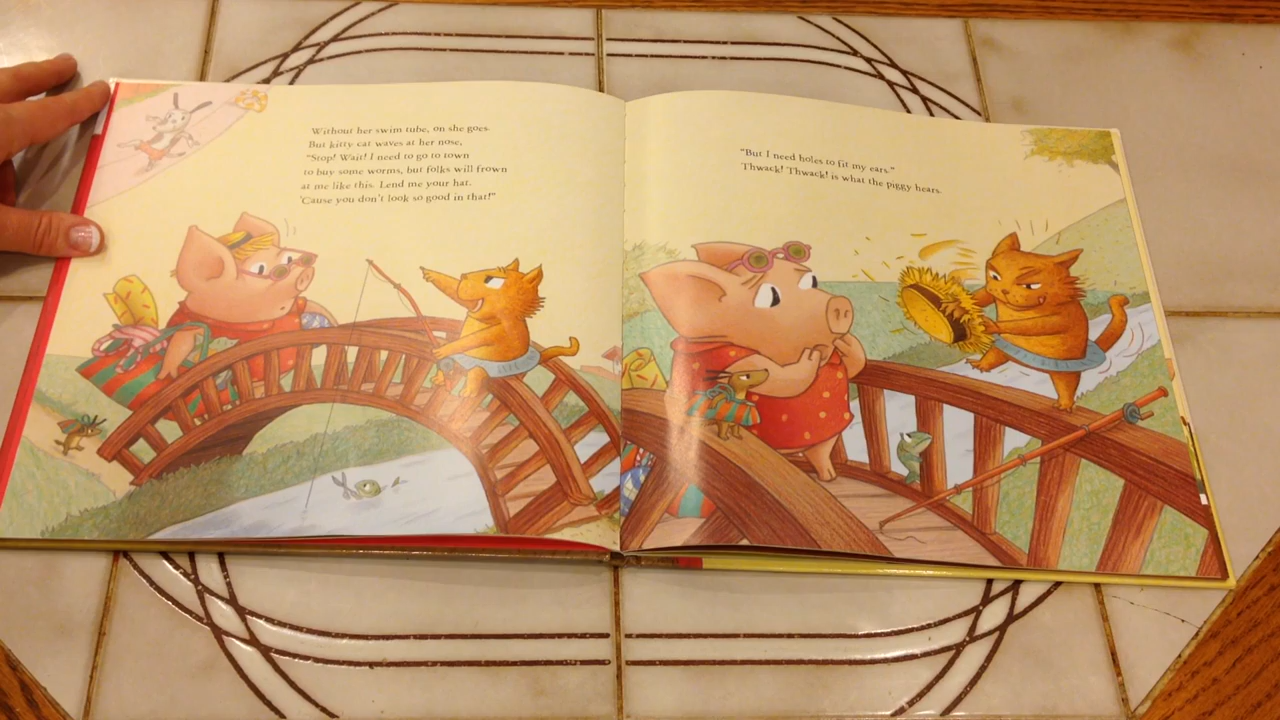 Without her swim tube, on she goes.
But kitty cat waves at her nose,
"Stop! Wait! I need to go to town
to buy some worms, but folks will frown
at me like this. Lend me your hat.
'Cause you don't look so good in that!"
"But I need holes to fit my ears."
Thwack! Thwack! is what the piggy hears.